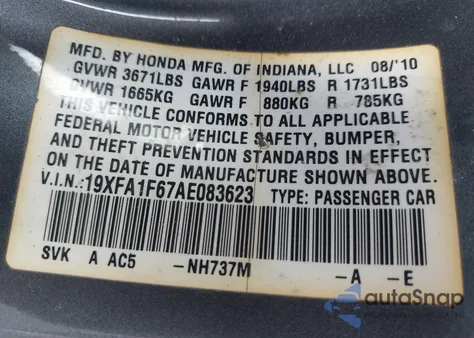 MFD. BY HONDA MFG. OF INDIANA, LLC 08/'10
GVWR 3671LBS GAWR F 1940LBS R 1731LBS
GVWR 1665KG GAWR F 880KG R 785KG
THIS VEHICLE CONFORMS TO ALL APPLICABLE
FEDERAL MOTOR VEHICLE SAFETY, BUMPER,
AND THEFT PREVENTION STANDARDS IN EFFECT
ON THE DATE OF MANUFACTURE SHOWN ABOVE.
V.I.N.:19XFA1F67AE083623 TYPE: PASSENGER CAR
SVK A AC5 -NH737M -A -E
autoSnap